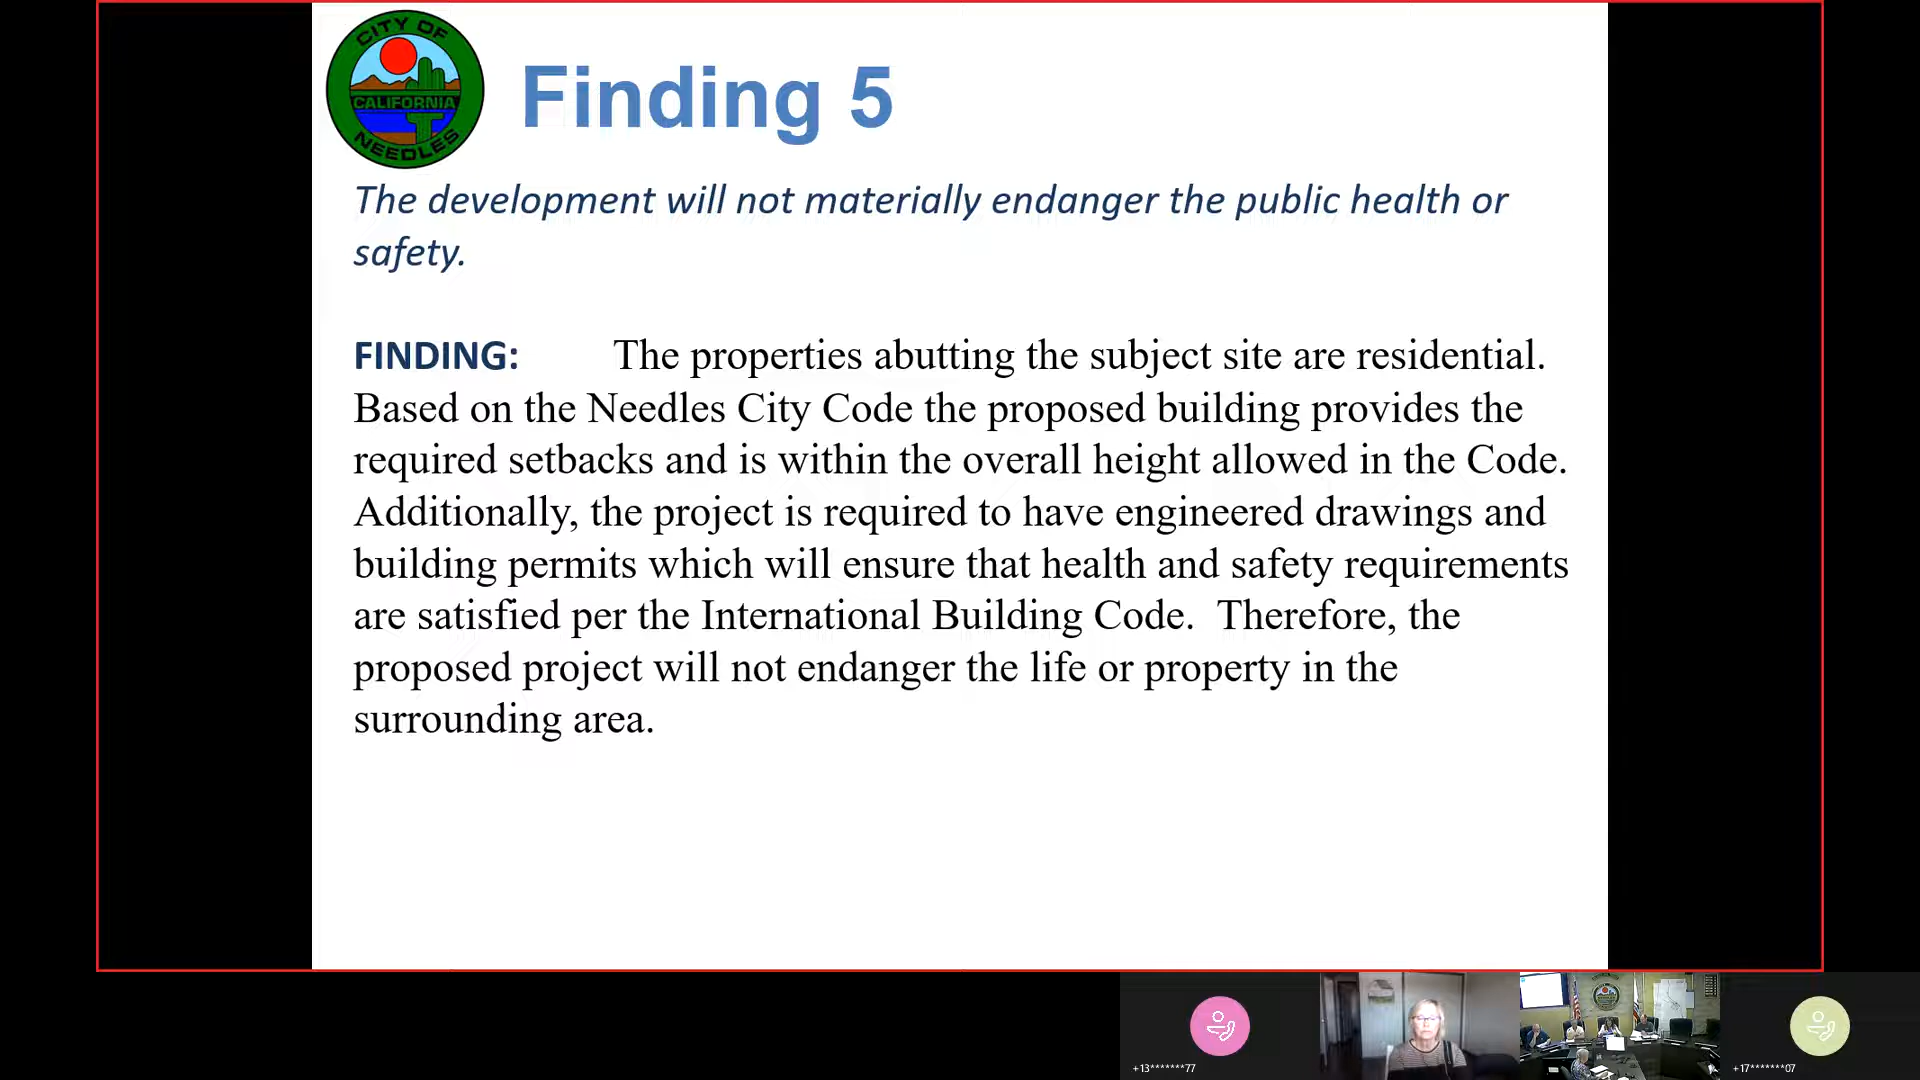 CITY OF
CALIFORNIA
NEEDLES
Finding 5
The development will not materially endanger the public health or
safety.
FINDING: The properties abutting the subject site are residential.
Based on the Needles City Code the proposed building provides the
required setbacks and is within the overall height allowed in the Code.
Additionally, the project is required to have engineered drawings and
building permits which will ensure that health and safety requirements
are satisfied per the International Building Code. Therefore, the
proposed project will not endanger the life or property in the
surrounding area.
+13*******77
+17*******07